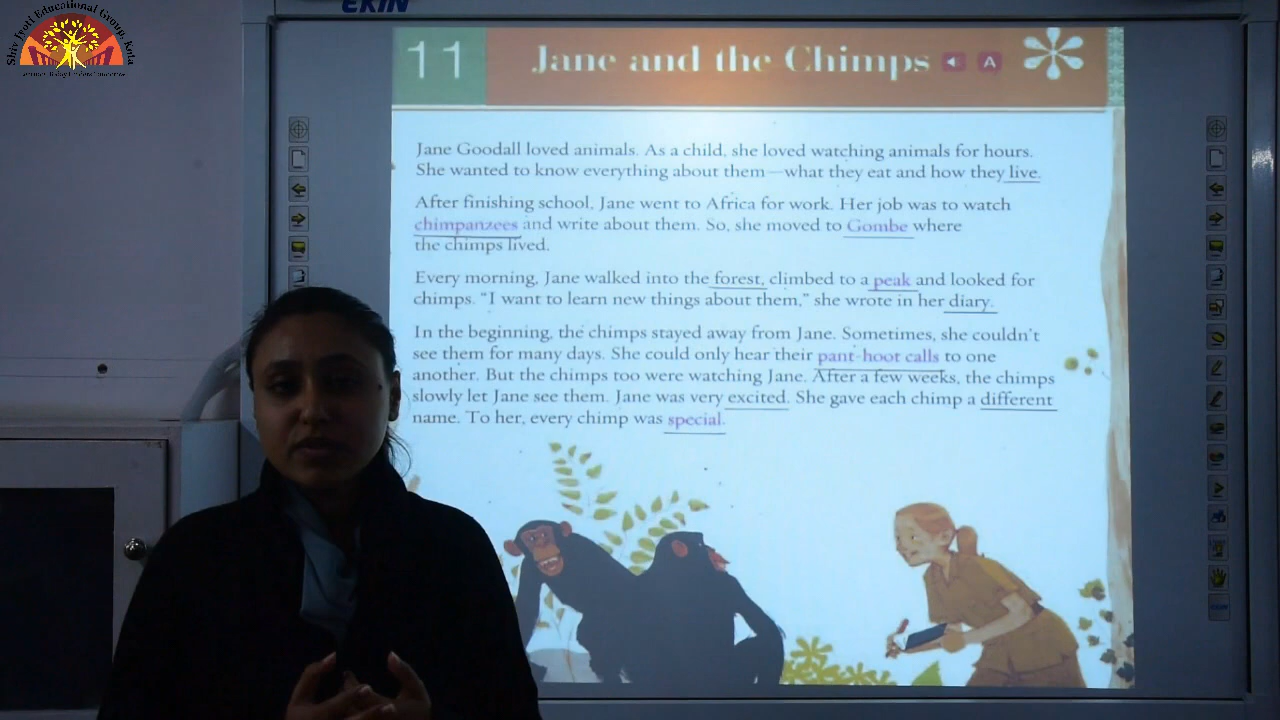 Shiv Jyoti Educational Group, Kota
EKIN
11 Jane and the Chimps A
Jane Goodall loved animals. As a child, she loved watching animals for hours.
She wanted to know everything about them—what they eat and how they live.
After finishing school, Jane went to Africa for work. Her job was to watch
chimpanzees and write about them. So, she moved to Gombe where
the chimps lived.
Every morning, Jane walked into the forest, climbed to a peak and looked for
chimps. “I want to learn new things about them,” she wrote in her diary.
In the beginning, the chimps stayed away from Jane. Sometimes, she couldn’t
see them for many days. She could only hear their pant-hoot calls to one
another. But the chimps too were watching Jane. After a few weeks, the chimps
slowly let Jane see them. Jane was very excited. She gave each chimp a different
name. To her, every chimp was special.